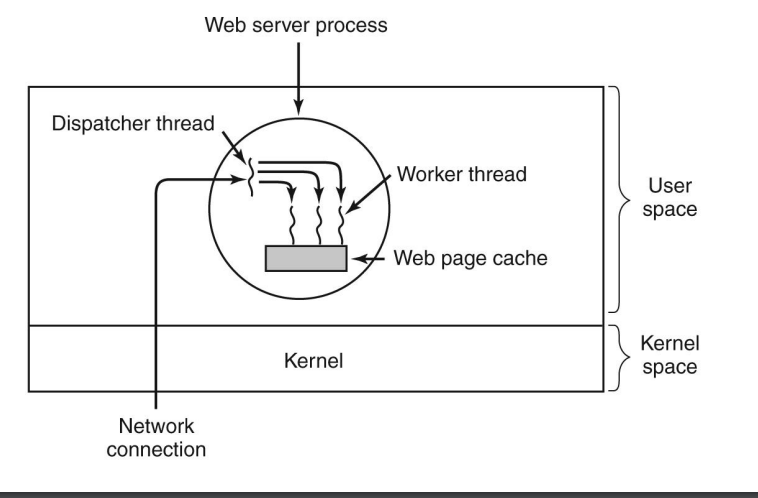 Web server process
Dispatcher thread
Worker thread
User
space
Web page cache
Kernel
Kernel
space
Network
connection